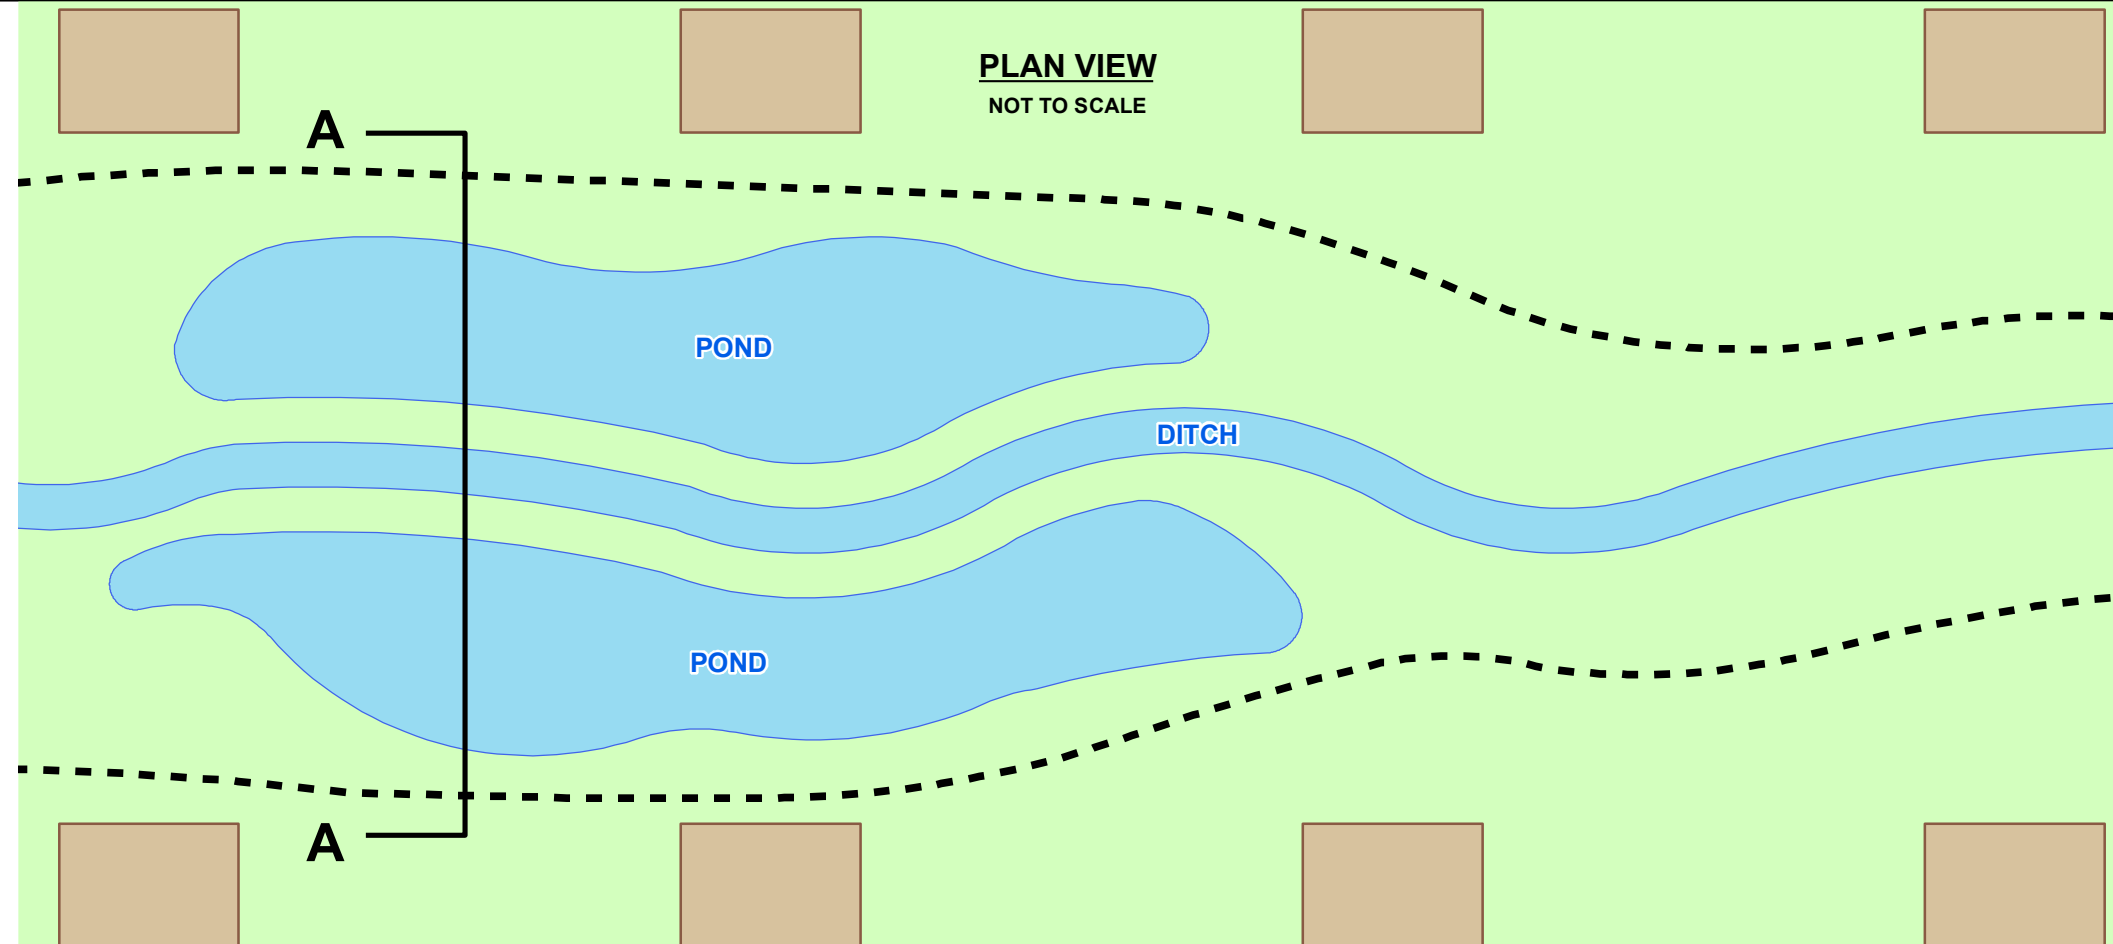 PLAN VIEW
NOT TO SCALE
A
POND
DITCH
POND
A